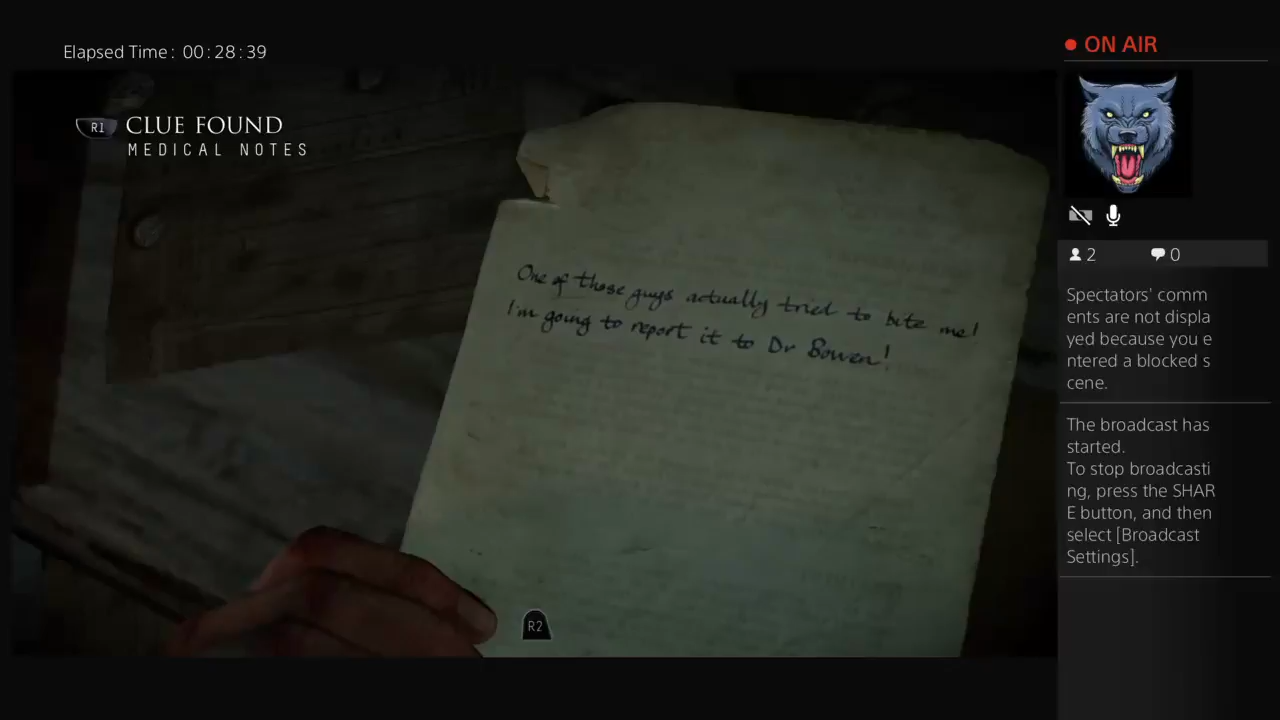 Elapsed Time: 00:28:39
R1 CLUE FOUND
MEDICAL NOTES
One of those guys actually tried to bite me!
I'm going to report it to Dr Bowen!
R2
ON AIR
2 0
Spectators' comm
ents are not displa
yed because you e
ntered a blocked s
cene.
The broadcast has
started.
To stop broadcasti
ng, press the SHAR
E button, and then
select [Broadcast
Settings].